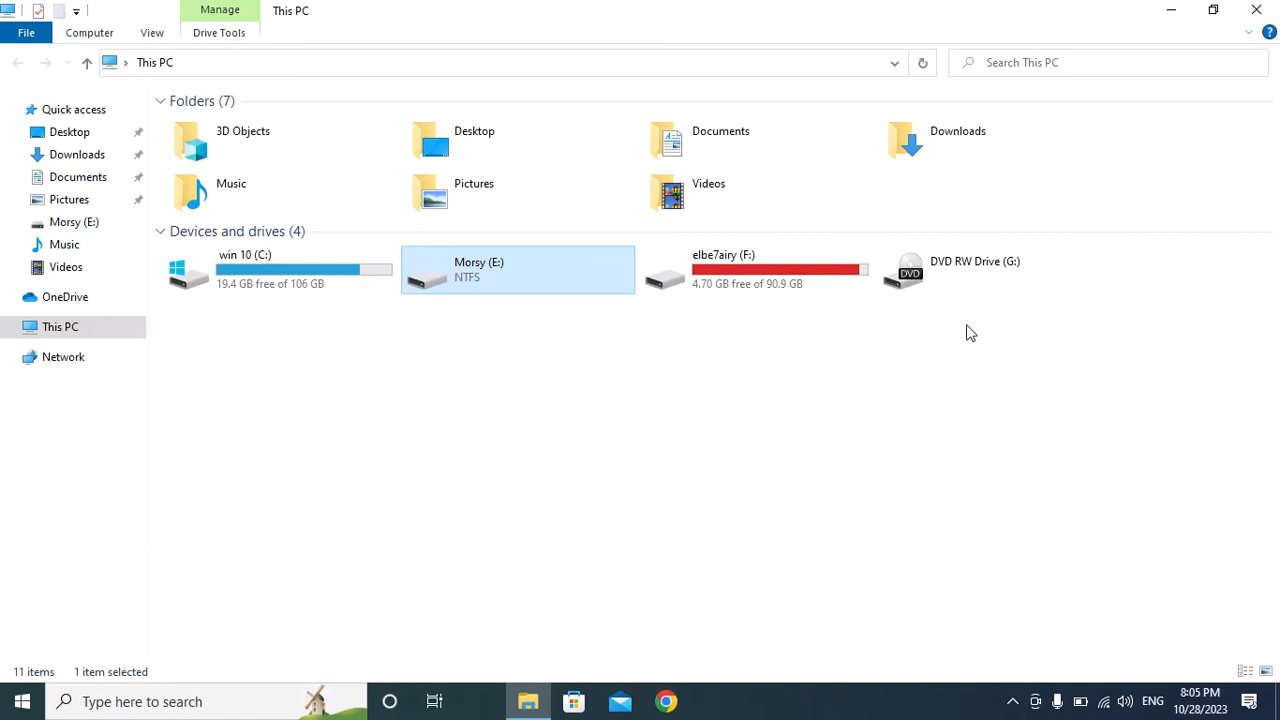 Manage
This PC
File
Computer
View
Drive Tools
This PC
Search This PC
Quick access
Desktop
Downloads
Documents
Pictures
Morsy (E:)
Music
Videos
OneDrive
This PC
Network
Folders (7)
3D Objects
Desktop
Documents
Downloads
Music
Pictures
Videos
Devices and drives (4)
win 10 (C:)
19.4 GB free of 106 GB
Morsy (E:)
NTFS
elbe7airy (F:)
4.70 GB free of 90.9 GB
DVD RW Drive (G:)
DVD
11 items
1 item selected
Type here to search
ENG
8:05 PM
10/28/2023